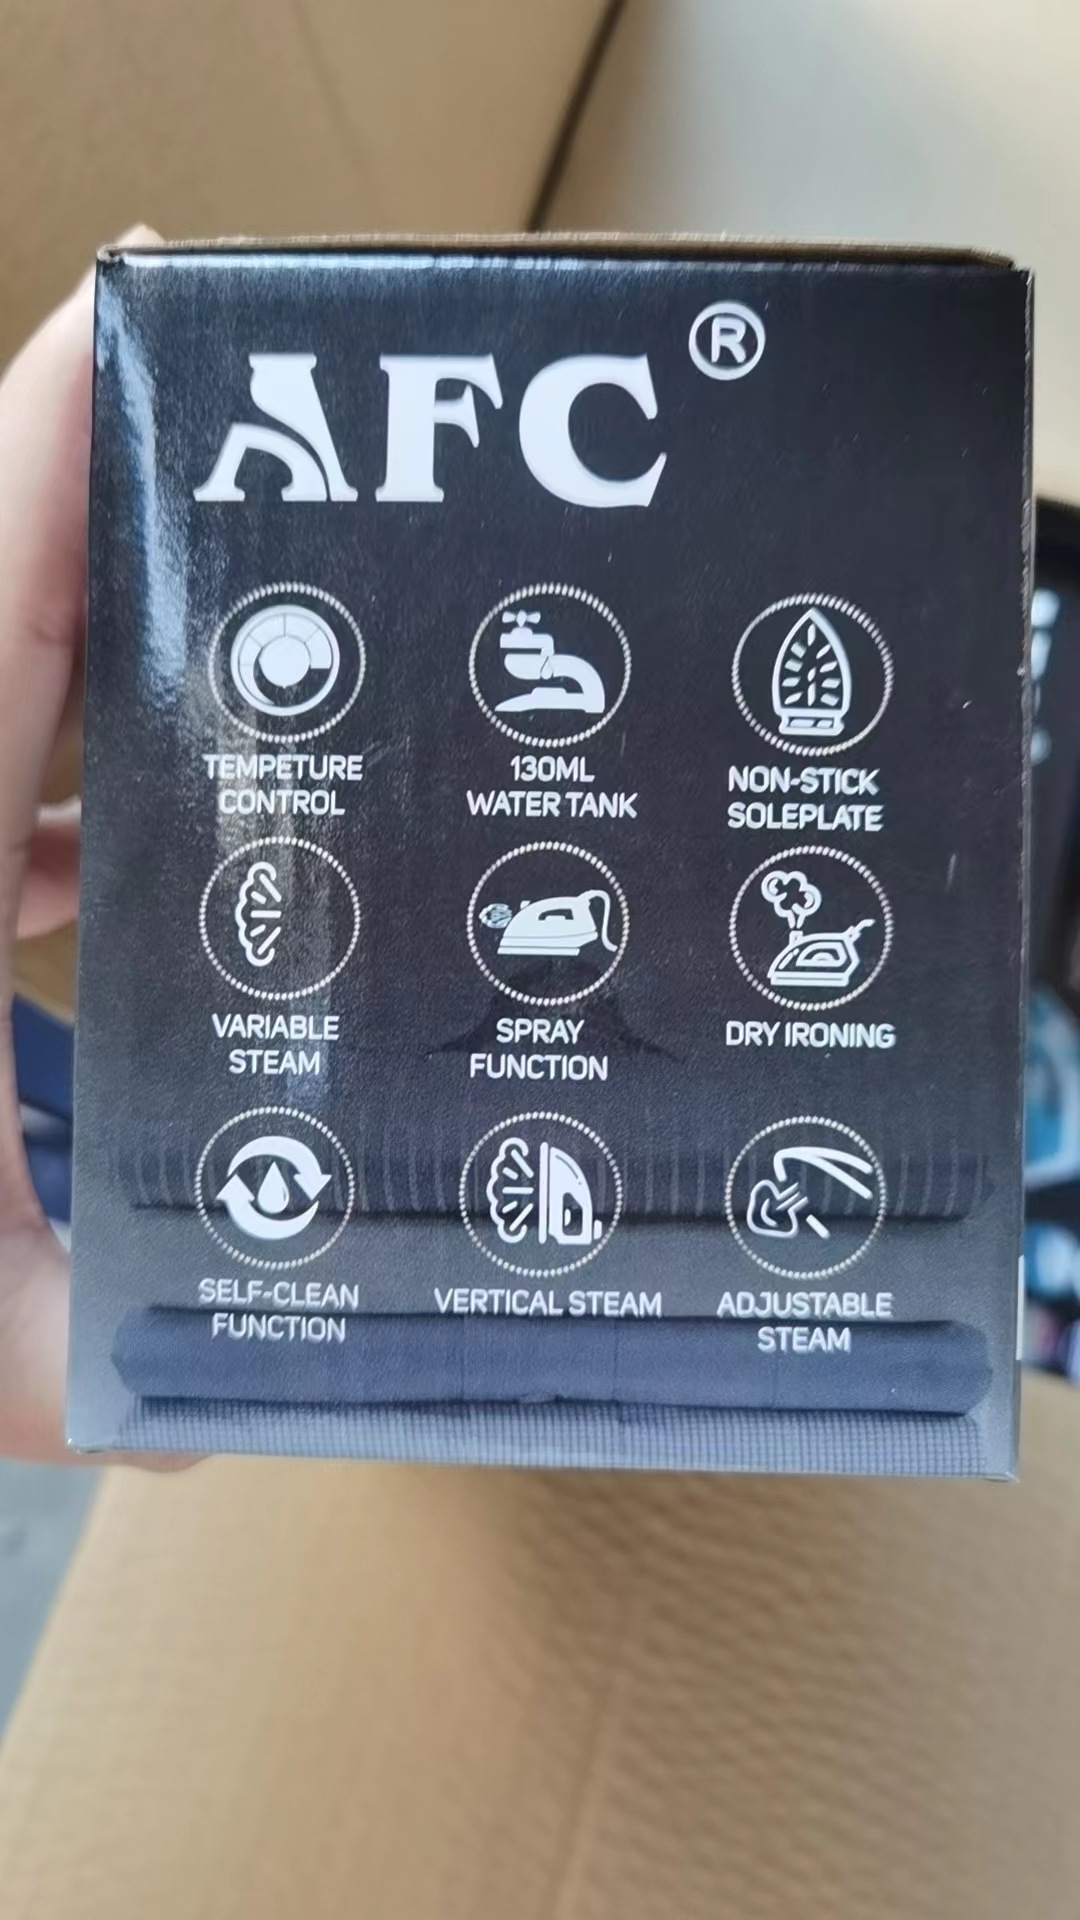 AFC ®
TEMPETURE
CONTROL
130ML
WATER TANK
NON-STICK
SOLEPLATE
VARIABLE
STEAM
SPRAY
FUNCTION
DRY IRONING
SELF-CLEAN
FUNCTION
VERTICAL STEAM
ADJUSTABLE
STEAM